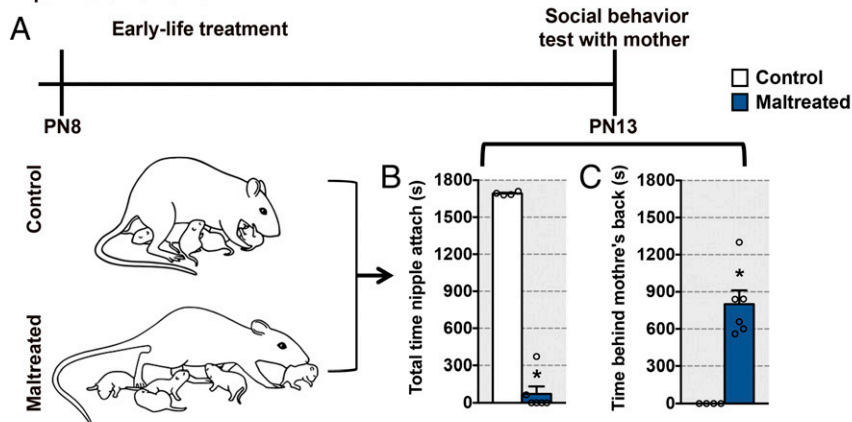 A
Early-life treatment
Social behavior
test with mother
PN8
PN13
Control
Maltreated
Control
Maltreated
B
Total time nipple attach (s)
1800
1500
1200
900
600
300
0
*
C
Time behind mothre's back (s)
1800
1500
1200
900
600
300
0
*